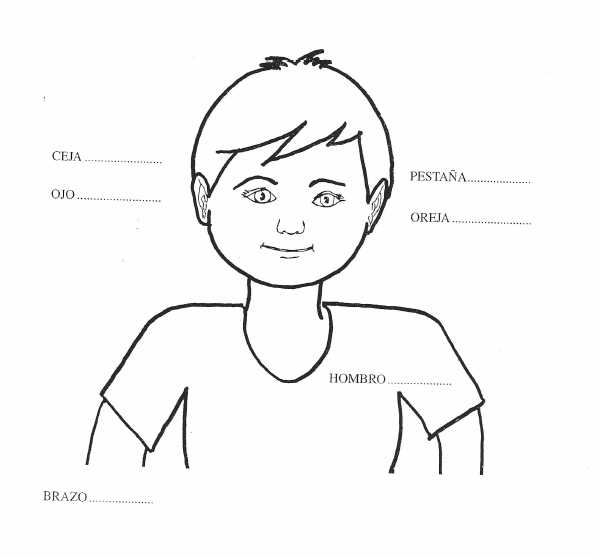 CEJA ........................
PESTAÑA....................
OJO ..........................
OREJA .........................
HOMBRO ....................
BRAZO ....................